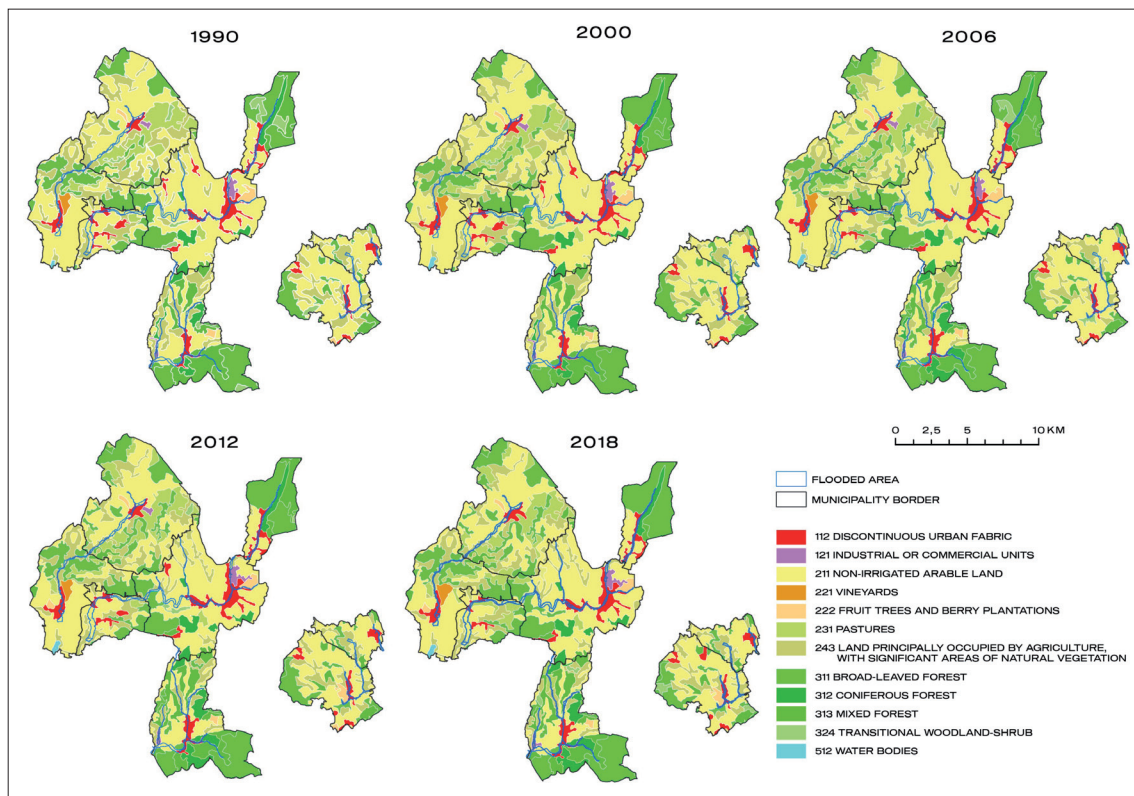 1990
2000
2006
2012
2018
0 2,5 5 10 KM
FLOODED AREA
MUNICIPALITY BORDER
112 DISCONTINUOUS URBAN FABRIC
121 INDUSTRIAL OR COMMERCIAL UNITS
211 NON-IRRIGATED ARABLE LAND
221 VINEYARDS
222 FRUIT TREES AND BERRY PLANTATIONS
231 PASTURES
243 LAND PRINCIPALLY OCCUPIED BY AGRICULTURE,
WITH SIGNIFICANT AREAS OF NATURAL VEGETATION
311 BROAD-LEAVED FOREST
312 CONIFEROUS FOREST
313 MIXED FOREST
324 TRANSITIONAL WOODLAND-SHRUB
512 WATER BODIES